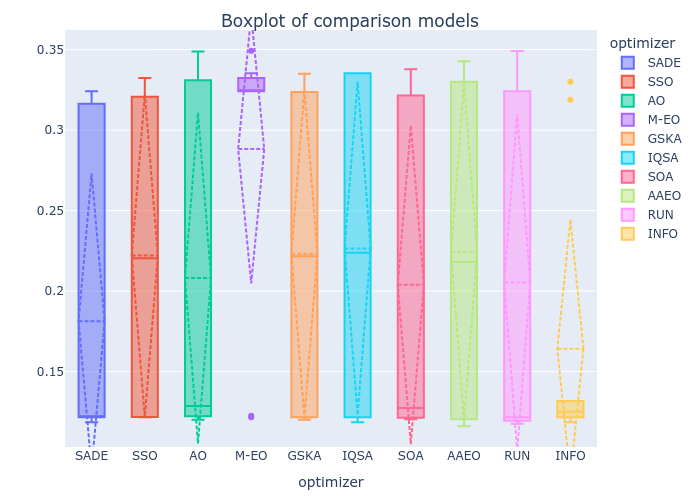 Boxplot of comparison models
0.35
0.3
0.25
0.2
0.15
SADE SSO AO M-EO GSKA IQSA SOA AAEO RUN INFO
optimizer
optimizer
SADE
SSO
AO
M-EO
GSKA
IQSA
SOA
AAEO
RUN
INFO